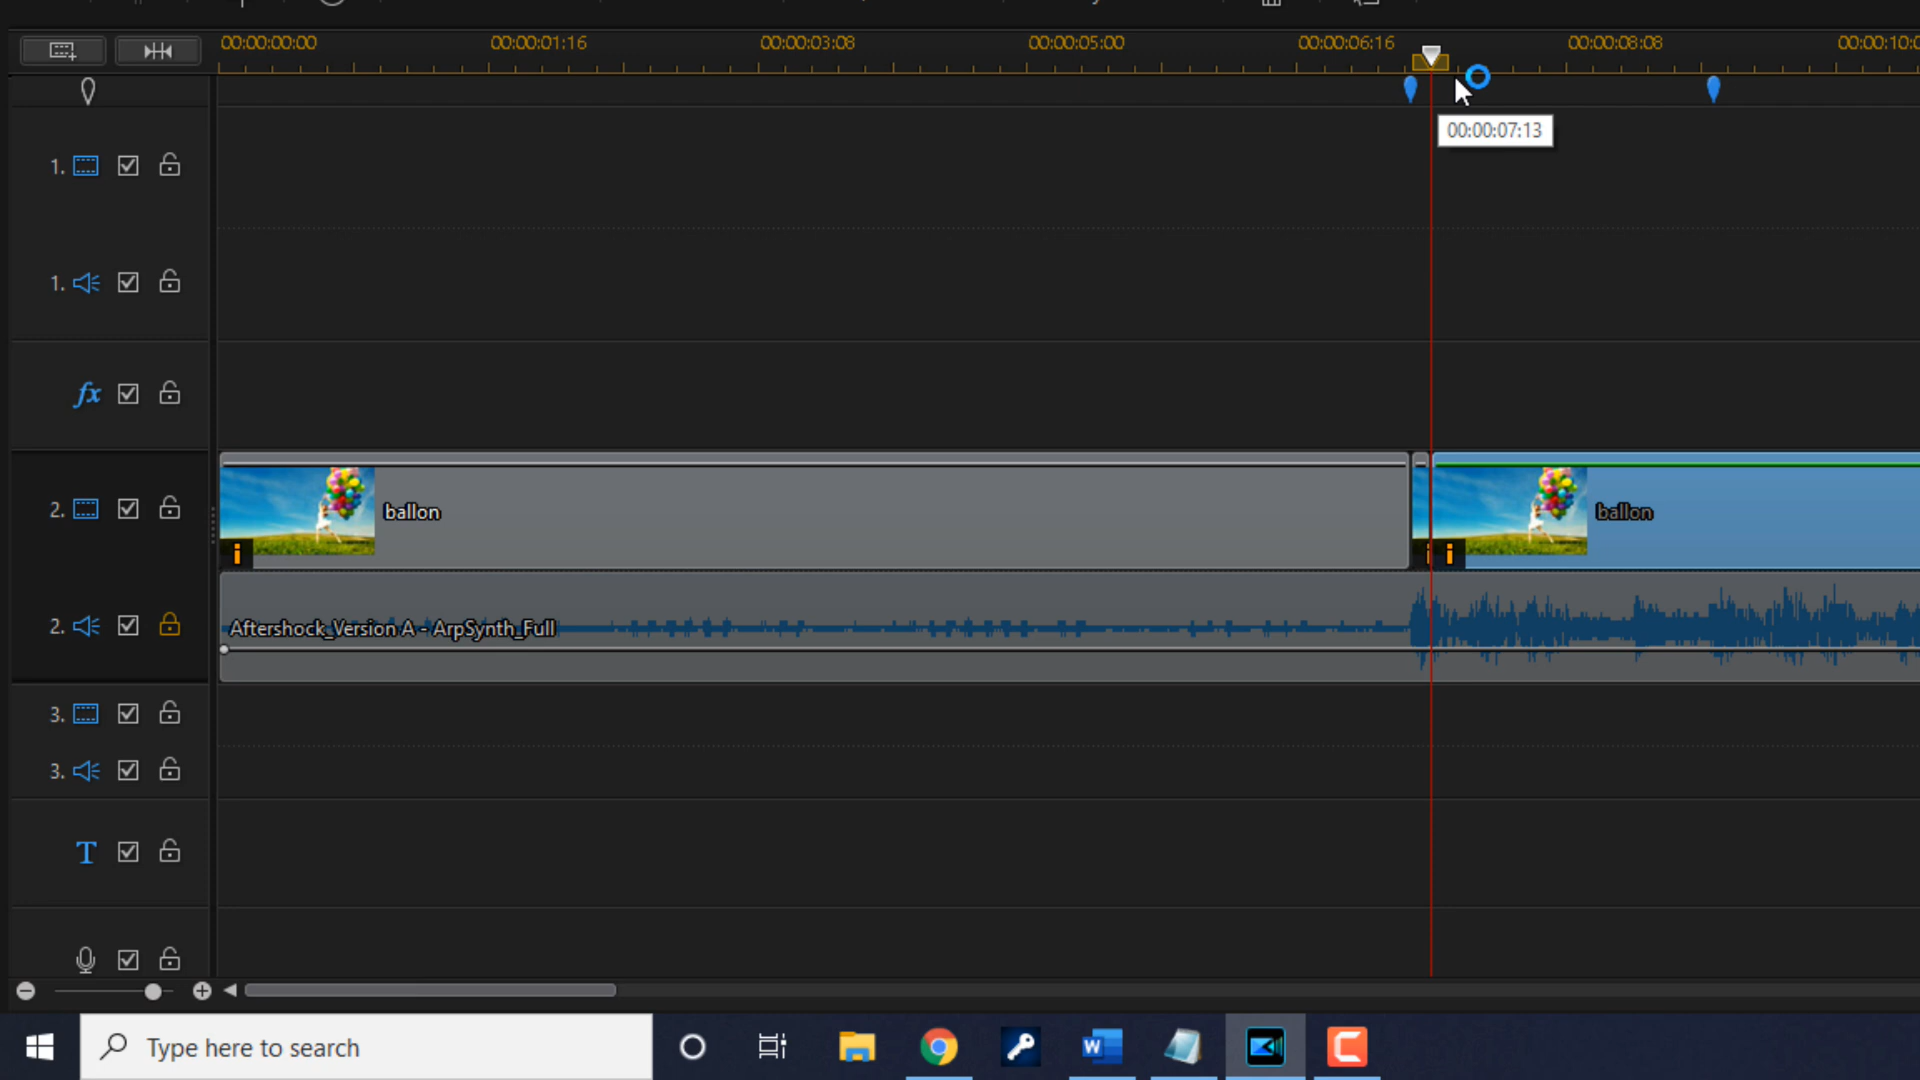 00:00:00:00 00:00:01:16 00:00:03:08 00:00:05:00 00:00:06:16 00:00:08:08 00:00:10:0
00:00:07:13
1.
1.
fx
2. ballon ballon
2. Aftershock_Version A - ArpSynth_Full
3.
3.
T
Type here to search